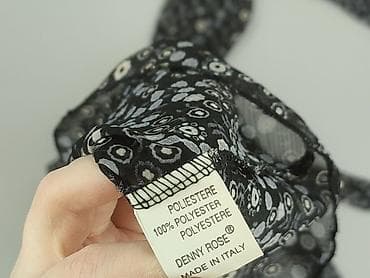 POLIESTERE
100% POLYESTER
POLYESTERE
DENNY ROSE®
MADE IN ITALY